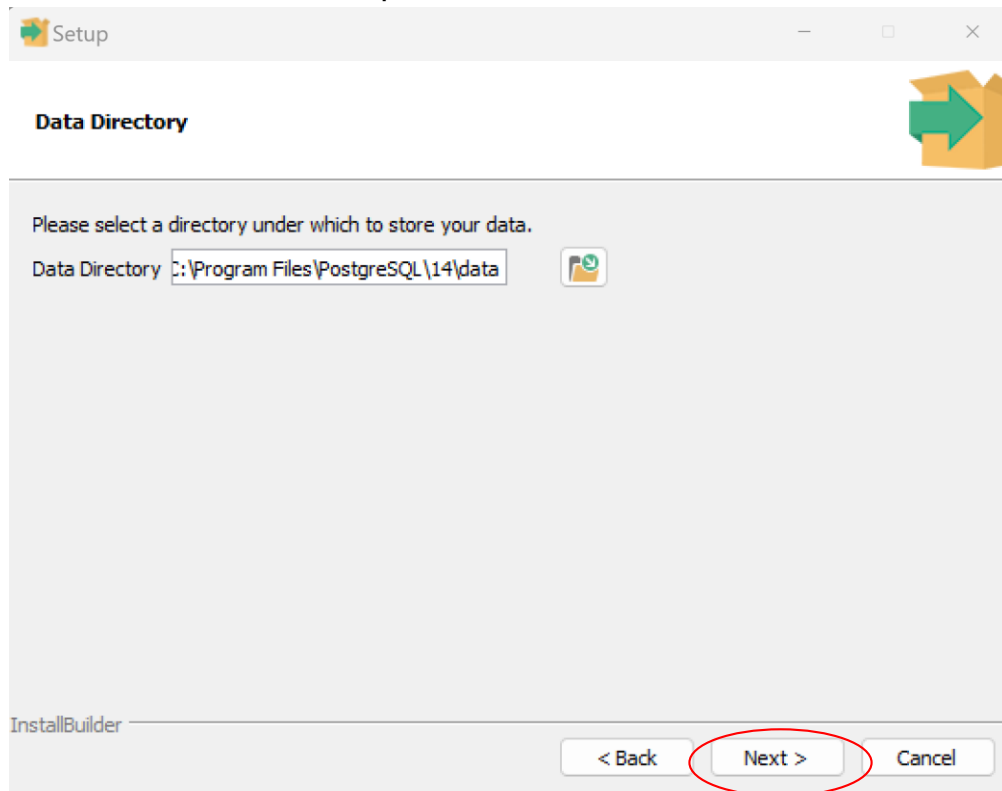 Setup
Data Directory
Please select a directory under which to store your data.
Data Directory C:\Program Files\PostgreSQL\14\data
InstallBuilder
< Back Next > Cancel